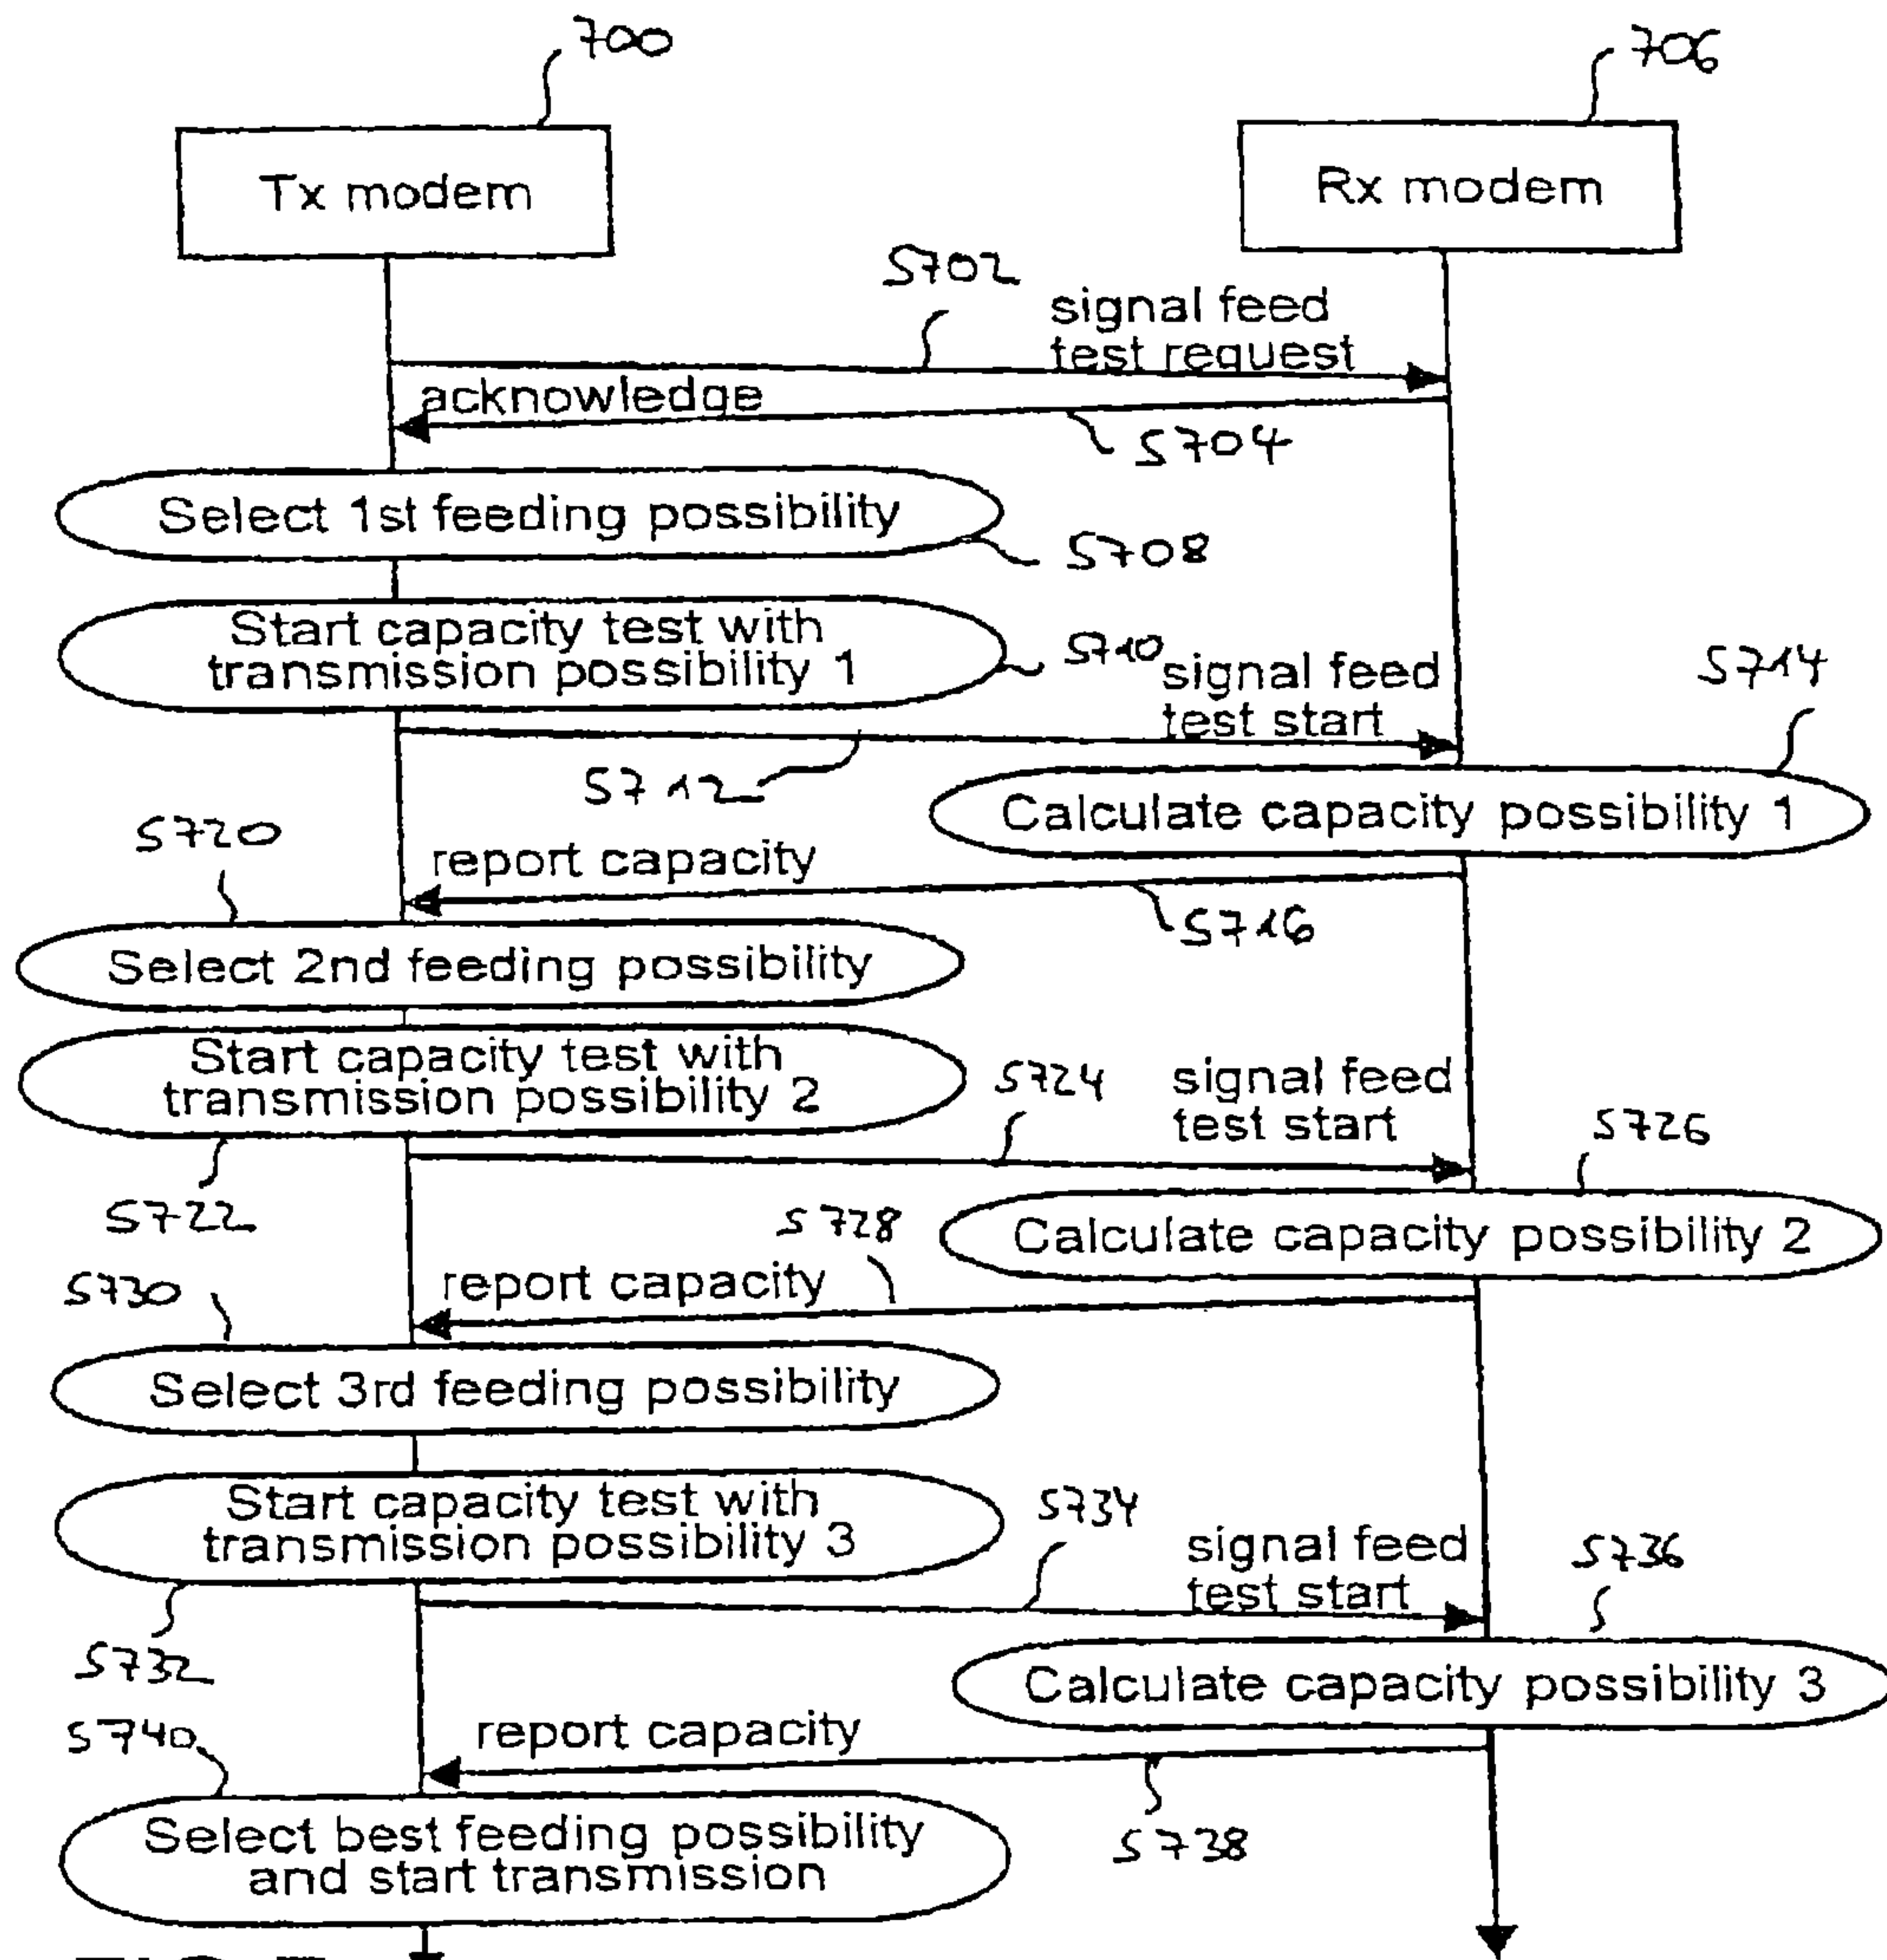 700
706
Tx modem
Rx modem
S702
signal feed
test request
acknowledge
S704
Select 1st feeding possibility
S708
Start capacity test with
transmission possibility 1
S710
signal feed
test start
S714
S712
Calculate capacity possibility 1
S720
report capacity
S716
Select 2nd feeding possibility
Start capacity test with
transmission possibility 2
S724
signal feed
test start
S726
S722
S728
Calculate capacity possibility 2
S730
report capacity
Select 3rd feeding possibility
Start capacity test with
transmission possibility 3
S734
signal feed
test start
S736
S732
Calculate capacity possibility 3
S740
report capacity
S738
Select best feeding possibility
and start transmission